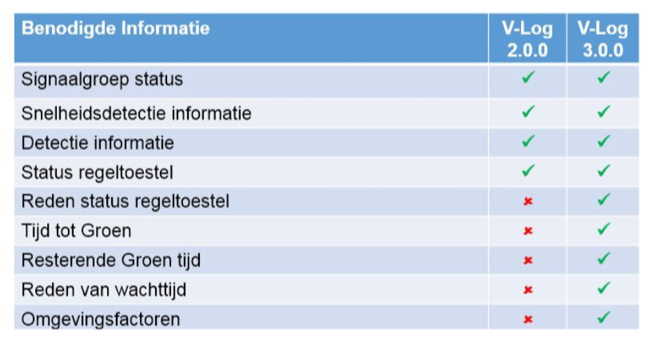 Benodigde Informatie V-Log 2.0.0 V-Log 3.0.0
Signaalgroep status ✓ ✓
Snelheidsdetectie informatie ✓ ✓
Detectie informatie ✓ ✓
Status regeltoestel ✓ ✓
Reden status regeltoestel ✗ ✓
Tijd tot Groen ✗ ✓
Resterende Groen tijd ✗ ✓
Reden van wachttijd ✗ ✓
Omgevingsfactoren ✗ ✓